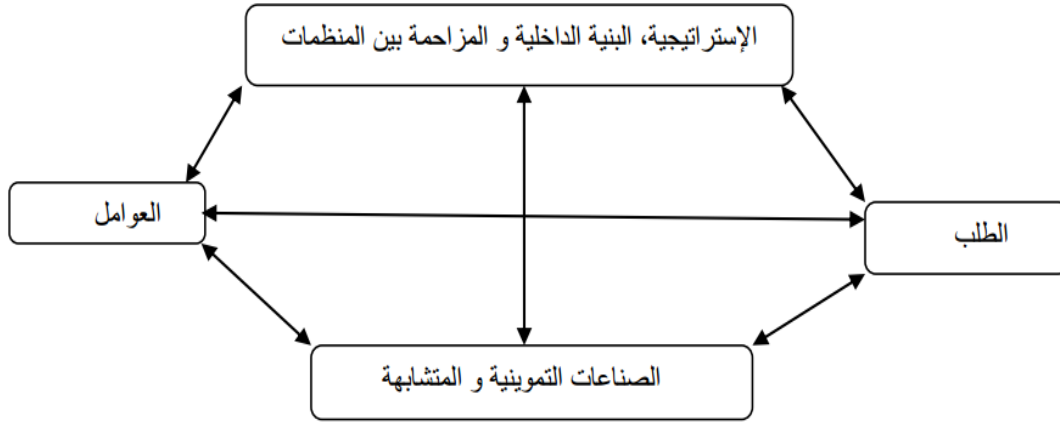 الإستراتيجية، البنية الداخلية و المزاحمة بين المنظمات
العوامل
الطلب
الصناعات التموينية و المتشابهة